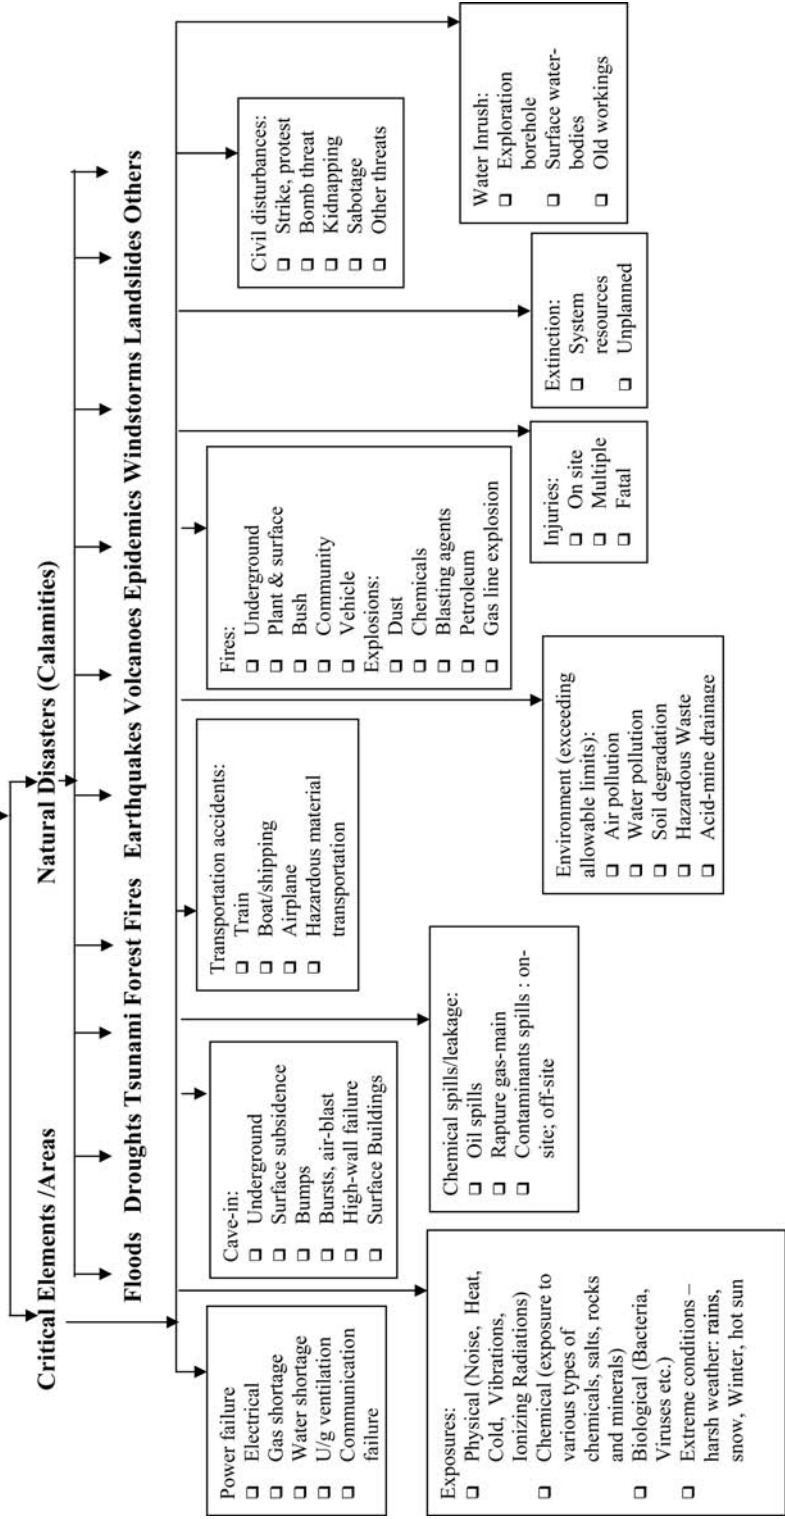 Critical Elements /Areas
Natural Disasters (Calamities)
Floods Droughts Tsunami Forest Fires Earthquakes Volcanoes Epidemics Windstorms Landslides Others
Power failure
❑ Electrical
❑ Gas shortage
❑ Water shortage
❑ U/g ventilation
❑ Communication
failure
Cave-in:
❑ Underground
❑ Surface subsidence
❑ Bumps
❑ Bursts, air-blast
❑ High-wall failure
❑ Surface Buildings
Transportation accidents:
❑ Train
❑ Boat/shipping
❑ Airplane
❑ Hazardous material
transportation
Fires:
❑ Underground
❑ Plant & surface
❑ Bush
❑ Community
❑ Vehicle
Explosions:
❑ Dust
❑ Chemicals
❑ Blasting agents
❑ Petroleum
❑ Gas line explosion
Civil disturbances:
❑ Strike, protest
❑ Bomb threat
❑ Kidnapping
❑ Sabotage
❑ Other threats
Exposures:
❑ Physical (Noise, Heat,
Cold, Vibrations,
Ionizing Radiations)
❑ Chemical (exposure to
various types of
chemicals, salts, rocks
and minerals)
❑ Biological (Bacteria,
Viruses etc.)
❑ Extreme conditions –
harsh weather: rains,
snow, Winter, hot sun
Chemical spills/leakage:
❑ Oil spills
❑ Rapture gas-main
❑ Contaminants spills : on-
site; off-site
Environment (exceeding
allowable limits):
❑ Air pollution
❑ Water pollution
❑ Soil degradation
❑ Hazardous Waste
❑ Acid-mine drainage
Injuries:
❑ On site
❑ Multiple
❑ Fatal
Extinction:
❑ System
resources
❑ Unplanned
Water Inrush:
❑ Exploration
borehole
❑ Surface water-
bodies
❑ Old workings